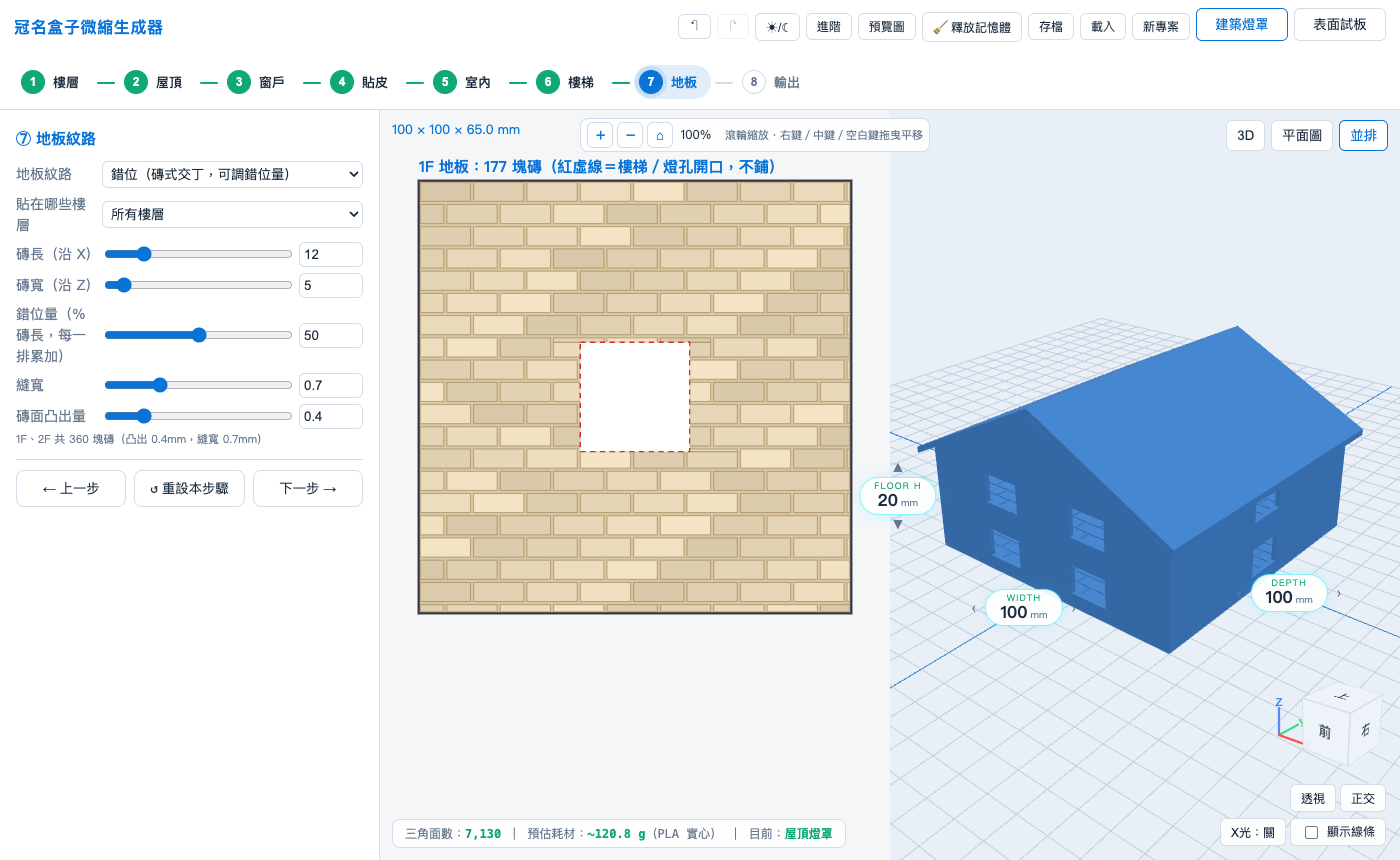 冠名盒子微縮生成器
↰
↱
☀/☾
進階
預覽圖
🧹 釋放記憶體
存檔
載入
新專案
建築燈罩
表面試板
1 樓層
2 屋頂
3 窗戶
4 貼皮
5 室內
6 樓梯
7 地板
8 輸出
⑦ 地板紋路
地板紋路
錯位（磚式交丁，可調錯位量）
貼在哪些樓
層
所有樓層
磚長（沿 X）
12
磚寬（沿 Z）
5
錯位量（%
磚長，每一
排累加）
50
縫寬
0.7
磚面凸出量
0.4
1F、2F 共 360 塊磚（凸出 0.4mm，縫寬 0.7mm）
← 上一步
↺ 重設本步驟
下一步 →
100 × 100 × 65.0 mm
+
−
⌂
100%
滾輪縮放 · 右鍵 / 中鍵 / 空白鍵拖曳平移
1F 地板：177 塊磚（紅虛線＝樓梯 / 燈孔開口，不鋪）
3D
平面圖
並排
FLOOR H
20 mm
WIDTH
100 mm
DEPTH
100 mm
Z
上
前
右
透視
正交
X光：關
顯示線條
三角面數：7,130 | 預估耗材：~120.8 g (PLA 實心) | 目前：屋頂燈罩